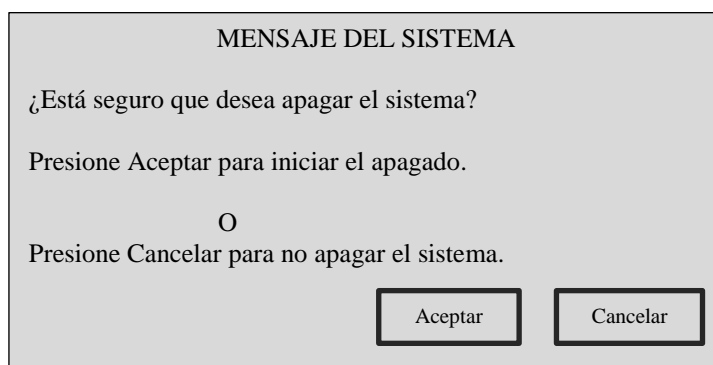 MENSAJE DEL SISTEMA
¿Está seguro que desea apagar el sistema?
Presione Aceptar para iniciar el apagado.
O
Presione Cancelar para no apagar el sistema.
Aceptar
Cancelar